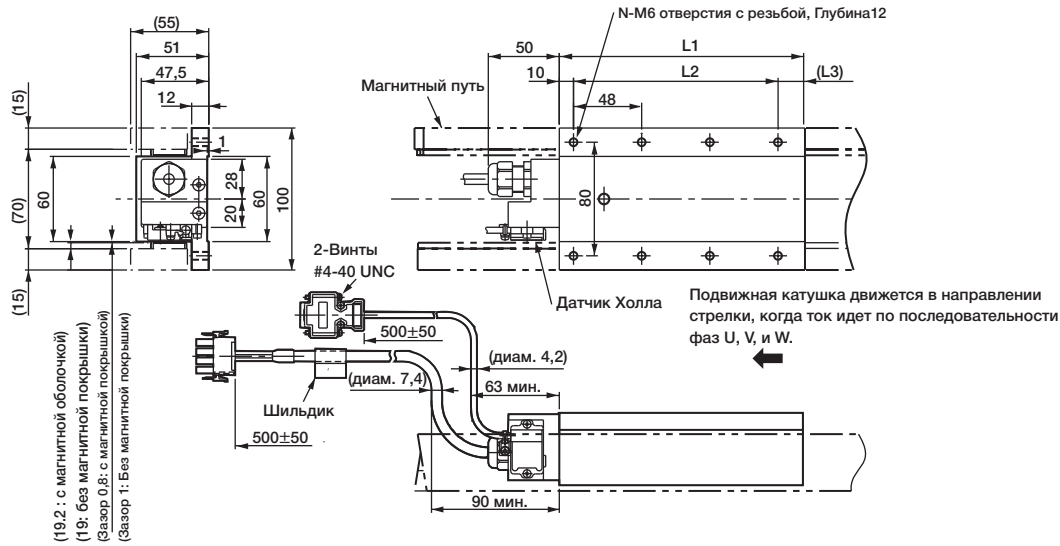 (55)
51
47,5
12
(15)
1
60
(70)
28
20
60
100
(15)
(19.2 : с магнитной оболочкой)
(19: без магнитной покрышки)
(Зазор 0,8: с магнитной покрышкой)
(Зазор 1: Без магнитной покрышки)
N-M6 отверстия с резьбой, Глубина12
50
L1
10
L2
(L3)
Магнитный путь
48
80
2-Винты
#4-40 UNC
Датчик Холла
Подвижная катушка движется в направлении
стрелки, когда ток идет по последовательности
фаз U, V, и W.
500±50
(диам. 4,2)
(диам. 7,4)
63 мин.
Шильдик
500±50
90 мин.